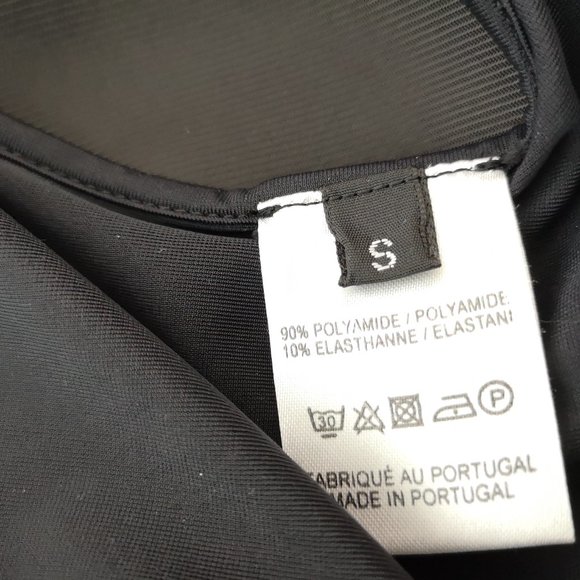 S
90% POLYAMIDE / POLYAMIDE
10% ELASTHANNE / ELASTAN
30 P
FABRIQUÉ AU PORTUGAL
MADE IN PORTUGAL